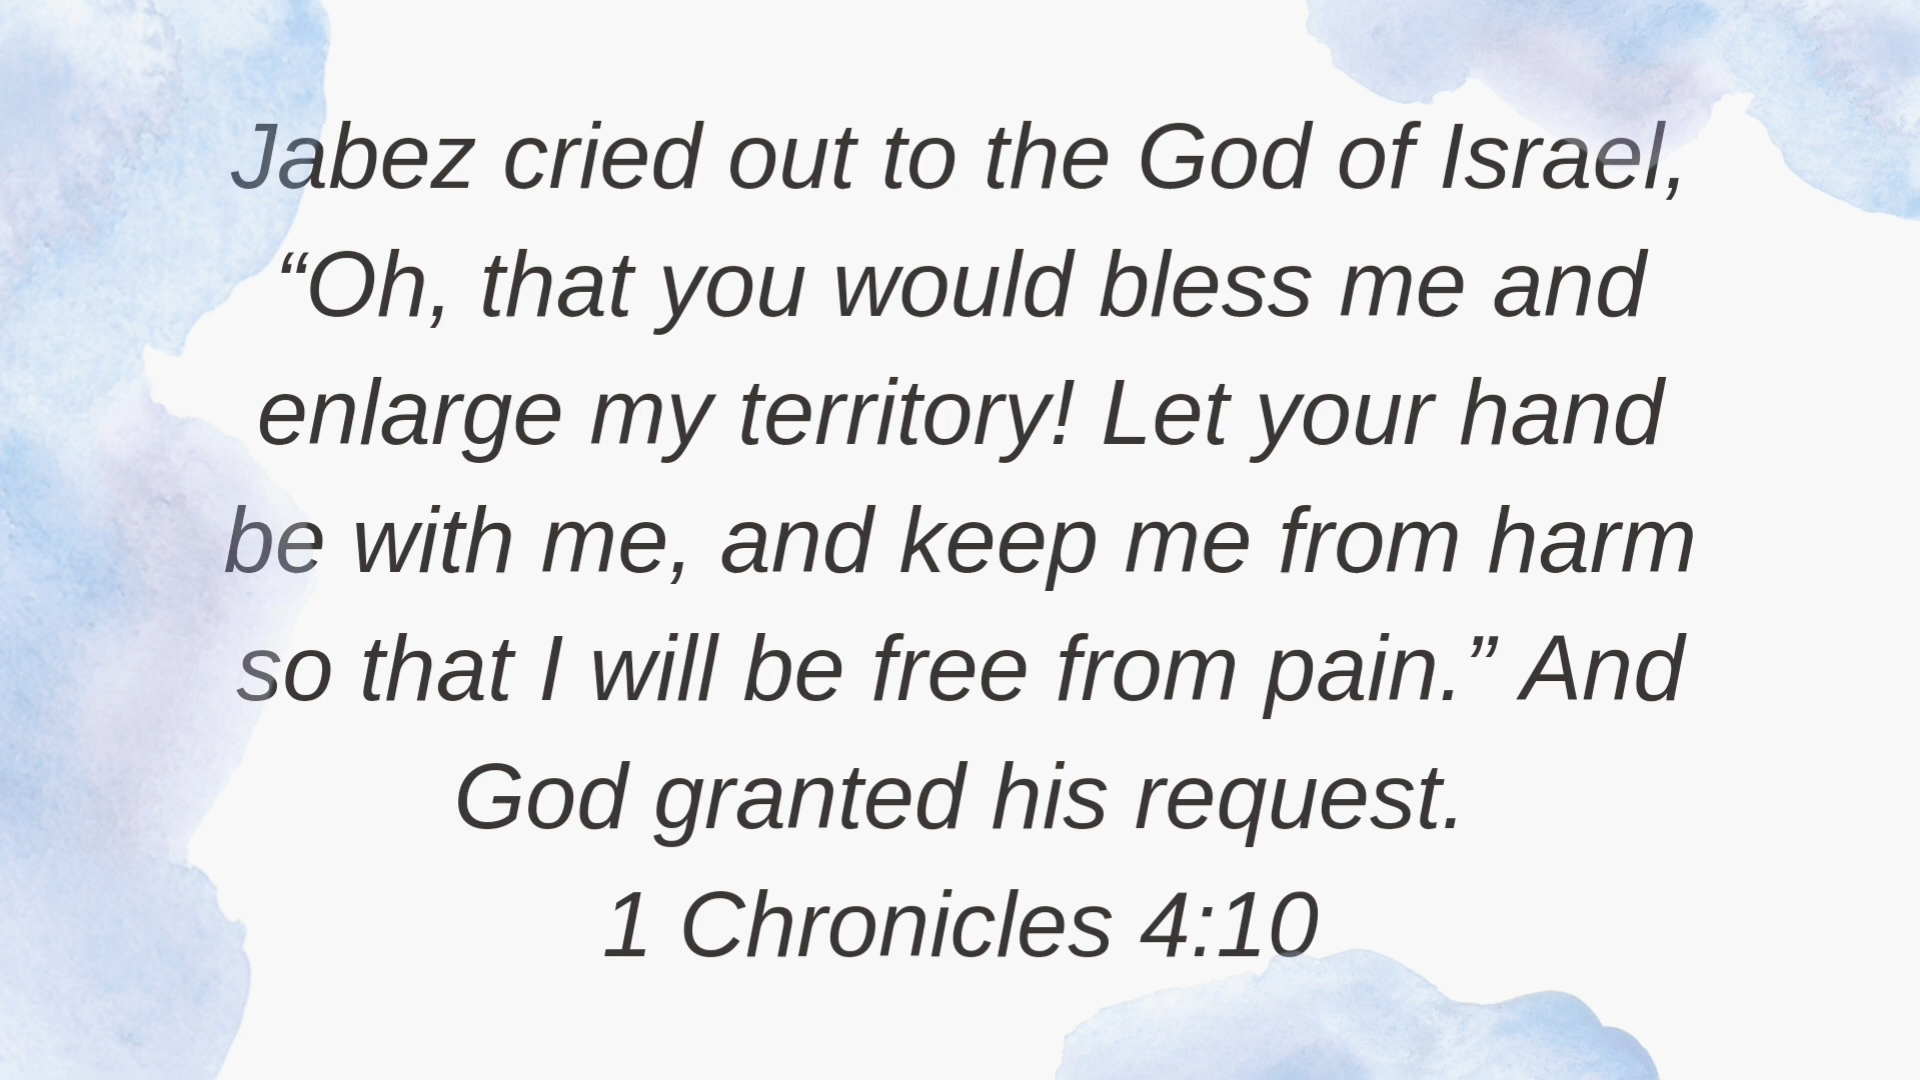 Jabez cried out to the God of Israel,
“Oh, that you would bless me and
enlarge my territory! Let your hand
be with me, and keep me from harm
so that I will be free from pain.” And
God granted his request.
1 Chronicles 4:10